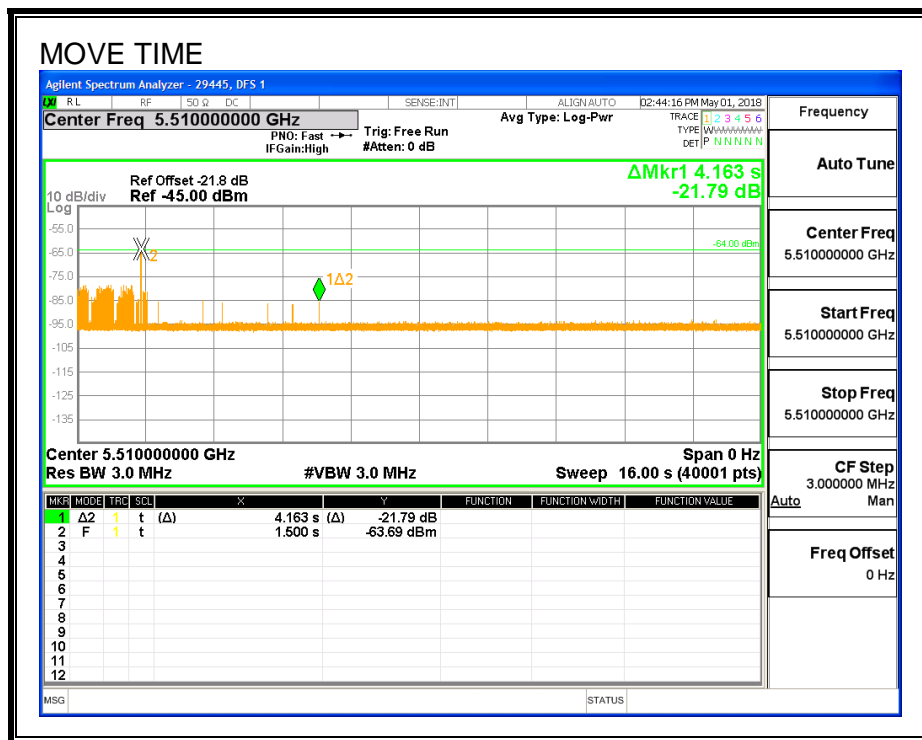 MOVE TIME
Agilent Spectrum Analyzer - 29445, DFS 1
LXI RL RF 50 Ω DC SENSE:INT ALIGN AUTO 02:44:16 PM May 01, 2018
Center Freq 5.510000000 GHz Avg Type: Log-Pwr TRACE 1 2 3 4 5 6
PNO: Fast Trig: Free Run TYPE W
IFGain:High #Atten: 0 dB DET P N N N N N
Ref Offset -21.8 dB ΔMkr1 4.163 s
10 dB/div Ref -45.00 dBm -21.79 dB
Log
-55.0
-64.00 dBm
-65.0
2
-75.0
1Δ2
-85.0
-95.0
-105
-115
-125
-135
Center 5.510000000 GHz Span 0 Hz
Res BW 3.0 MHz #VBW 3.0 MHz Sweep 16.00 s (40001 pts)
MKR MODE TRC SCL X Y FUNCTION FUNCTION WIDTH FUNCTION VALUE
1 Δ2 1 t (Δ) 4.163 s (Δ) -21.79 dB
2 F 1 t 1.500 s -63.69 dBm
3
4
5
6
7
8
9
10
11
12
MSG STATUS
Frequency
Auto Tune
Center Freq
5.510000000 GHz
Start Freq
5.510000000 GHz
Stop Freq
5.510000000 GHz
CF Step
3.000000 MHz
Auto Man
Freq Offset
0 Hz